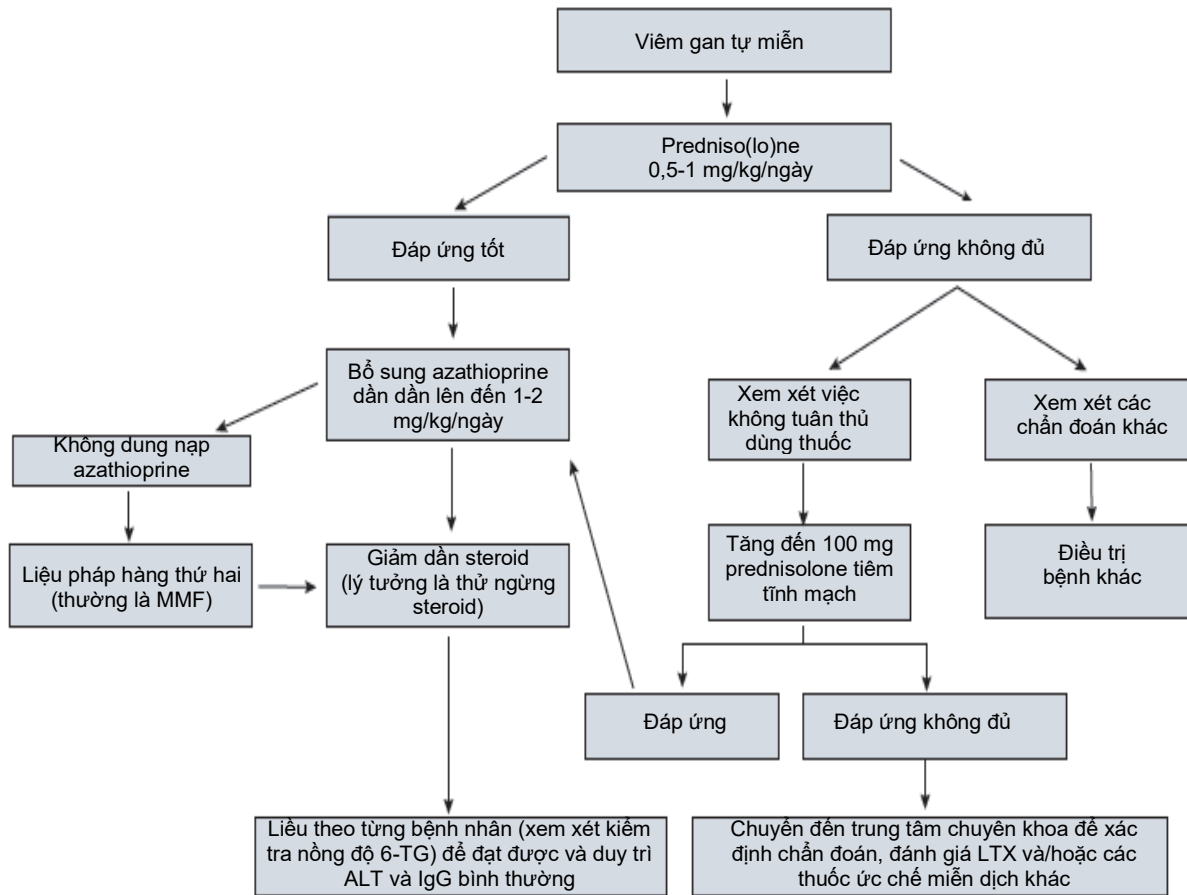 Viêm gan tự miễn
Predniso(lo)ne
0,5-1 mg/kg/ngày
Đáp ứng tốt
Đáp ứng không đủ
Bổ sung azathioprine
dần dần lên đến 1-2
mg/kg/ngày
Xem xét việc
không tuân thủ
dùng thuốc
Xem xét các
chẩn đoán khác
Không dung nạp
azathioprine
Liệu pháp hàng thứ hai
(thường là MMF)
Giảm dần steroid
(lý tưởng là thử ngừng
steroid)
Tăng đến 100 mg
prednisolone tiêm
tĩnh mạch
Điều trị
bệnh khác
Đáp ứng
Đáp ứng không đủ
Liều theo từng bệnh nhân (xem xét kiểm
tra nồng độ 6-TG) để đạt được và duy trì
ALT và IgG bình thường
Chuyển đến trung tâm chuyên khoa để xác
định chẩn đoán, đánh giá LTX và/hoặc các
thuốc ức chế miễn dịch khác